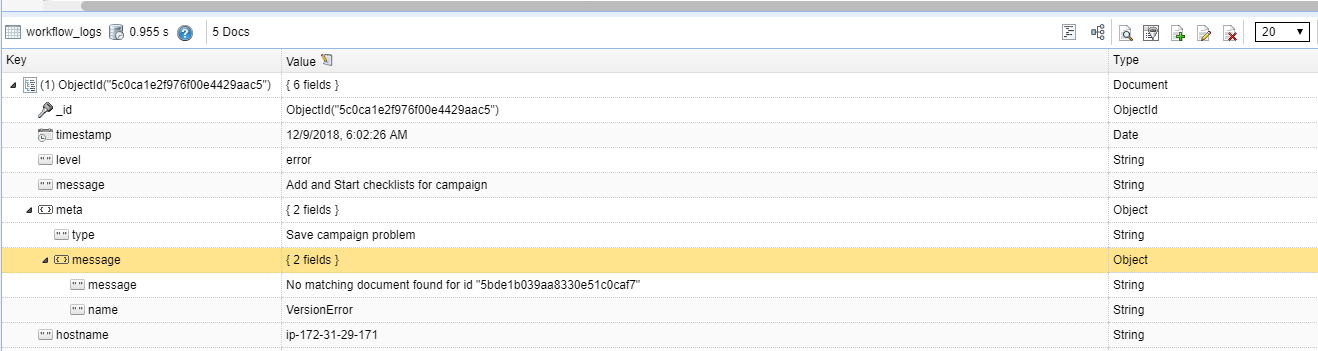 workflow_logs 0.955 s 5 Docs 20
Key Value Type
(1) ObjectId("5c0ca1e2f976f00e4429aac5") { 6 fields } Document
_id ObjectId("5c0ca1e2f976f00e4429aac5") ObjectId
timestamp 12/9/2018, 6:02:26 AM Date
"" level error String
"" message Add and Start checklists for campaign String
{} meta { 2 fields } Object
"" type Save campaign problem String
{} message { 2 fields } Object
"" message No matching document found for id "5bde1b039aa8330e51c0caf7" String
"" name VersionError String
"" hostname ip-172-31-29-171 String